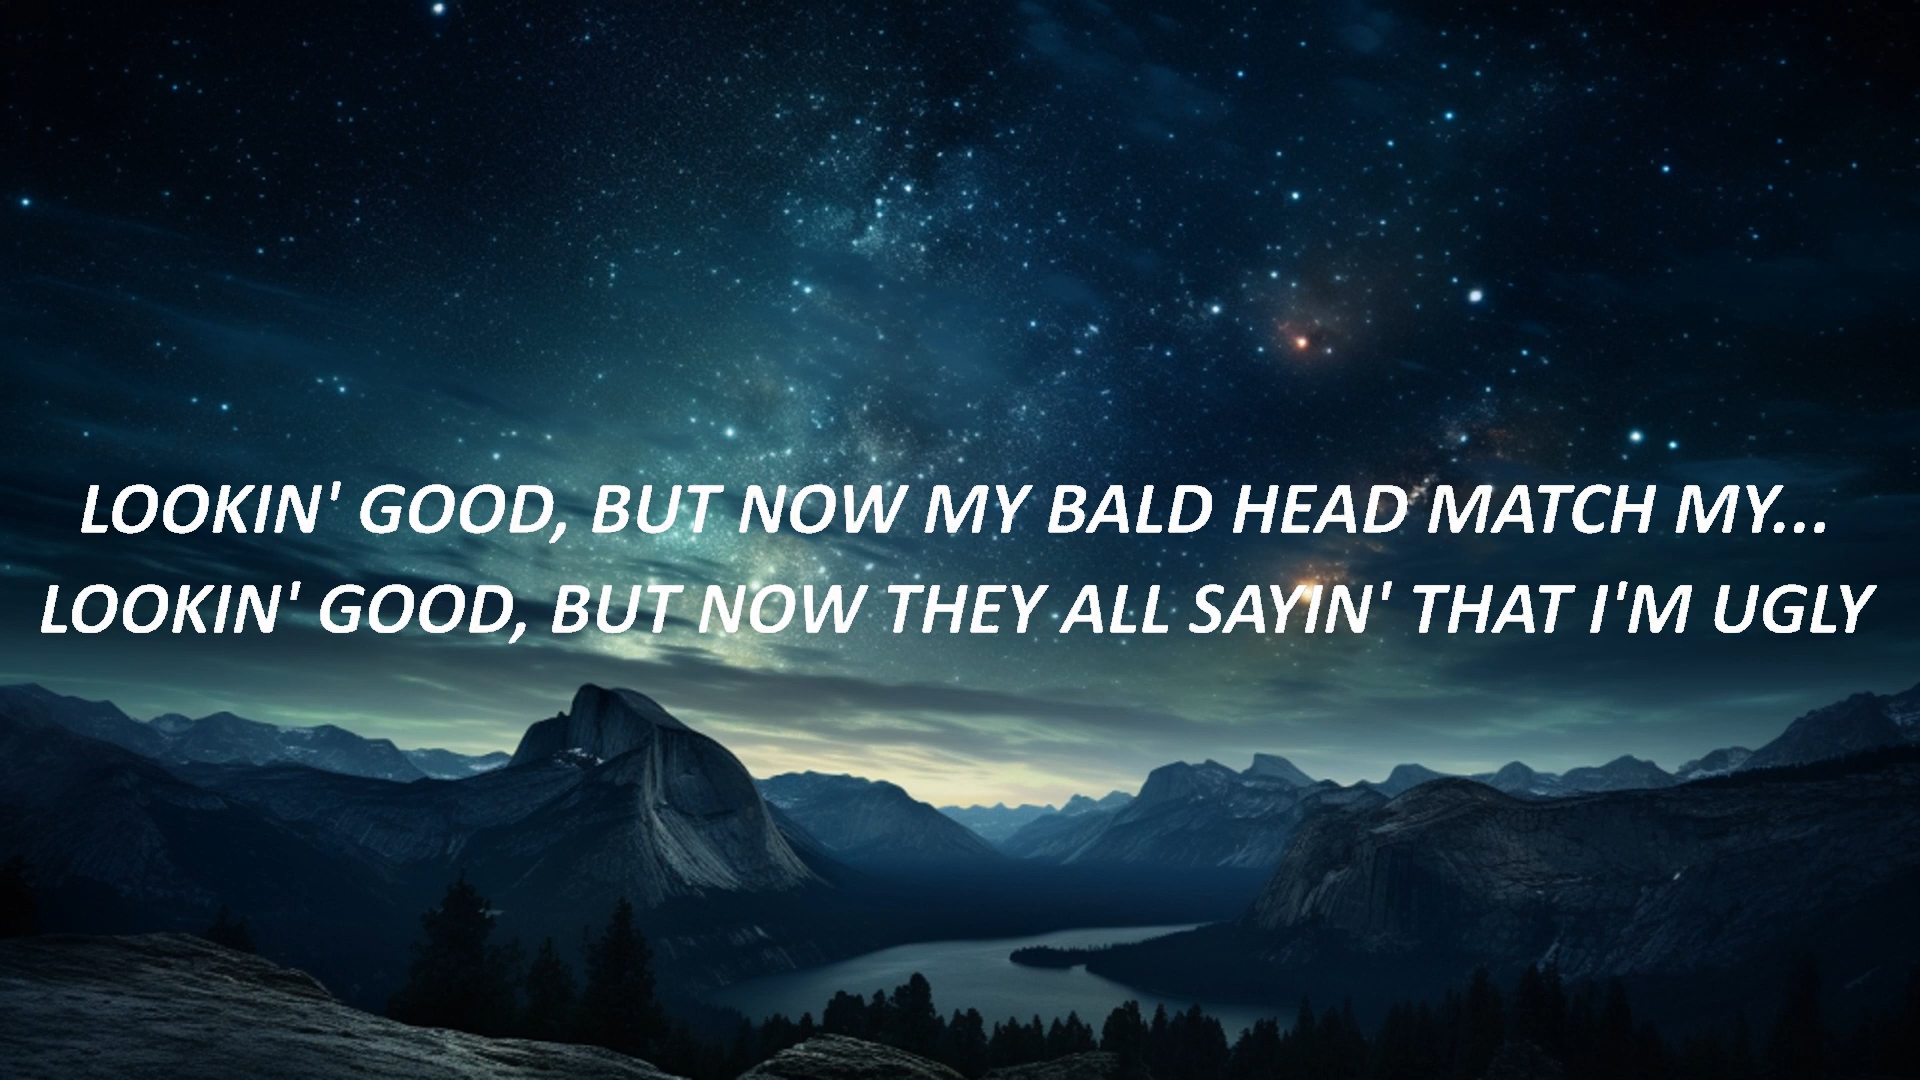 LOOKIN' GOOD, BUT NOW MY BALD HEAD MATCH MY...
LOOKIN' GOOD, BUT NOW THEY ALL SAYIN' THAT I'M UGLY